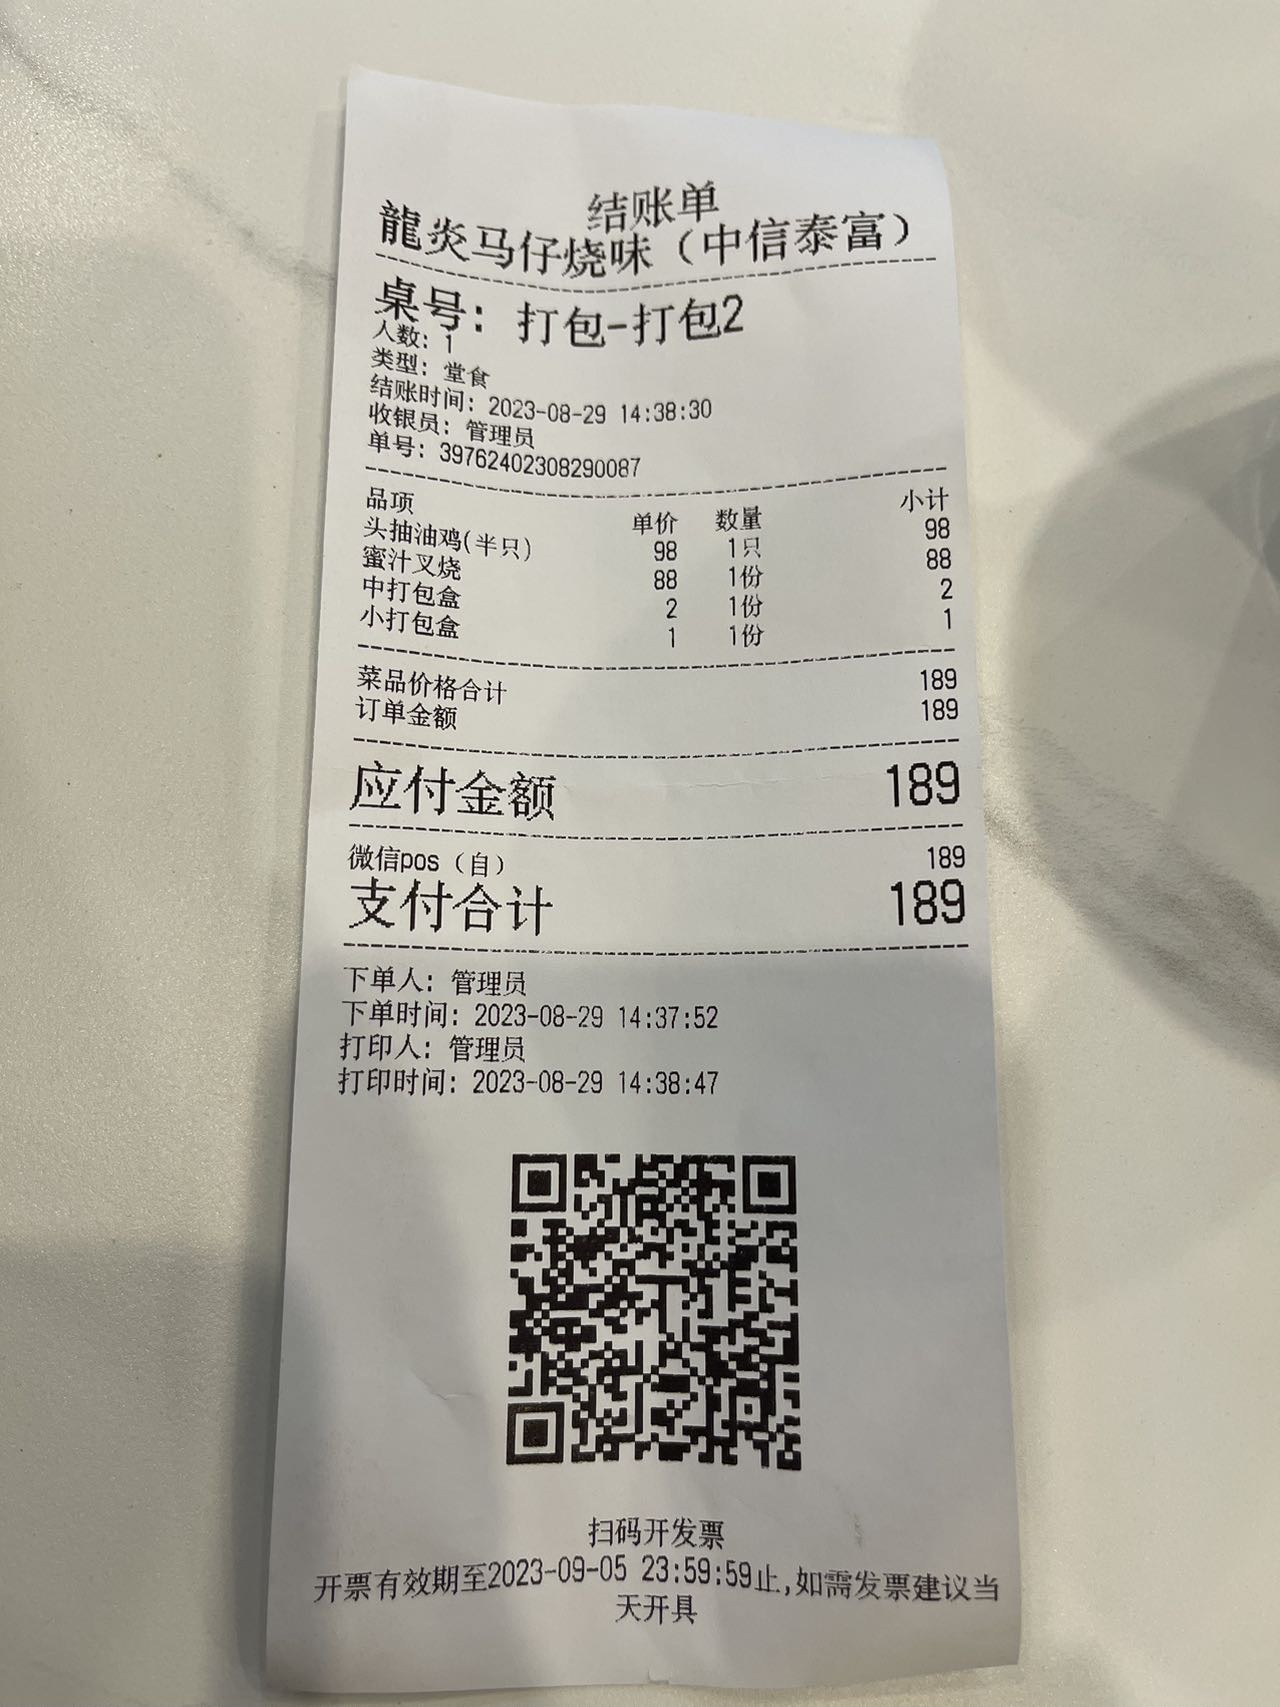 结账单
龍炎马仔烧味（中信泰富）
桌号：打包-打包2
人数：1
类型：堂食
结账时间：2023-08-29 14:38:30
收银员：管理员
单号：39762402308290087
品项 单价 数量 小计
头抽油鸡(半只) 98 1只 98
蜜汁叉烧 88 1份 88
中打包盒 2 1份 2
小打包盒 1 1份 1
菜品价格合计 189
订单金额 189
应付金额 189
微信pos（自） 189
支付合计 189
下单人：管理员
下单时间：2023-08-29 14:37:52
打印人：管理员
打印时间：2023-08-29 14:38:47
扫码开发票
开票有效期至2023-09-05 23:59:59止,如需发票建议当
天开具